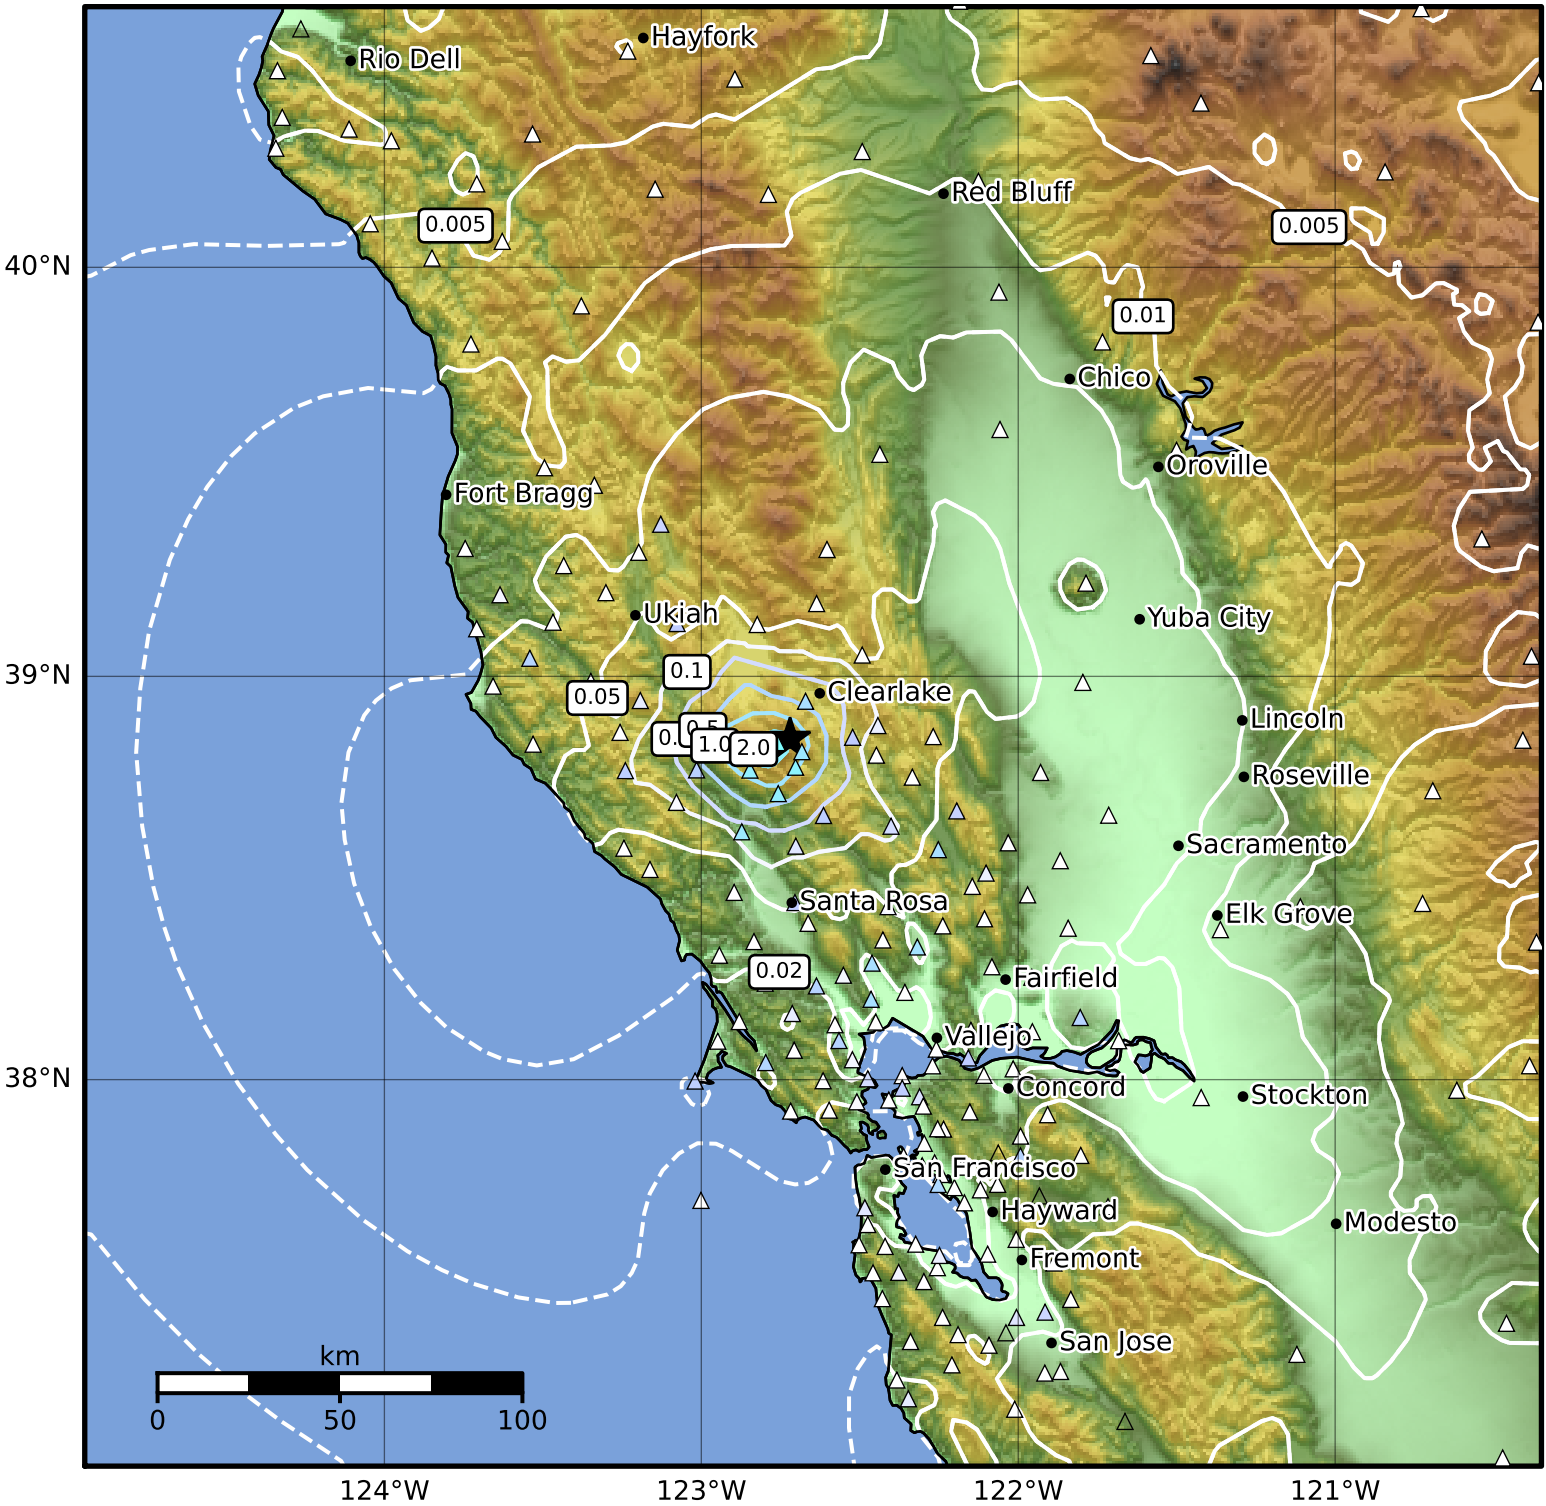 Hayfork
Rio Dell
Red Bluff
0.005
0.005
40°N
0.01
Chico
Oroville
Fort Bragg
Ukiah
Yuba City
39°N
0.1
0.05
Clearlake
Lincoln
0.5
0.
1.0
2.0
Roseville
Sacramento
Santa Rosa
Elk Grove
0.02
Fairfield
Vallejo
38°N
Concord
Stockton
San Francisco
Hayward
Modesto
Fremont
San Jose
km
0 50 100
124°W 123°W 122°W 121°W